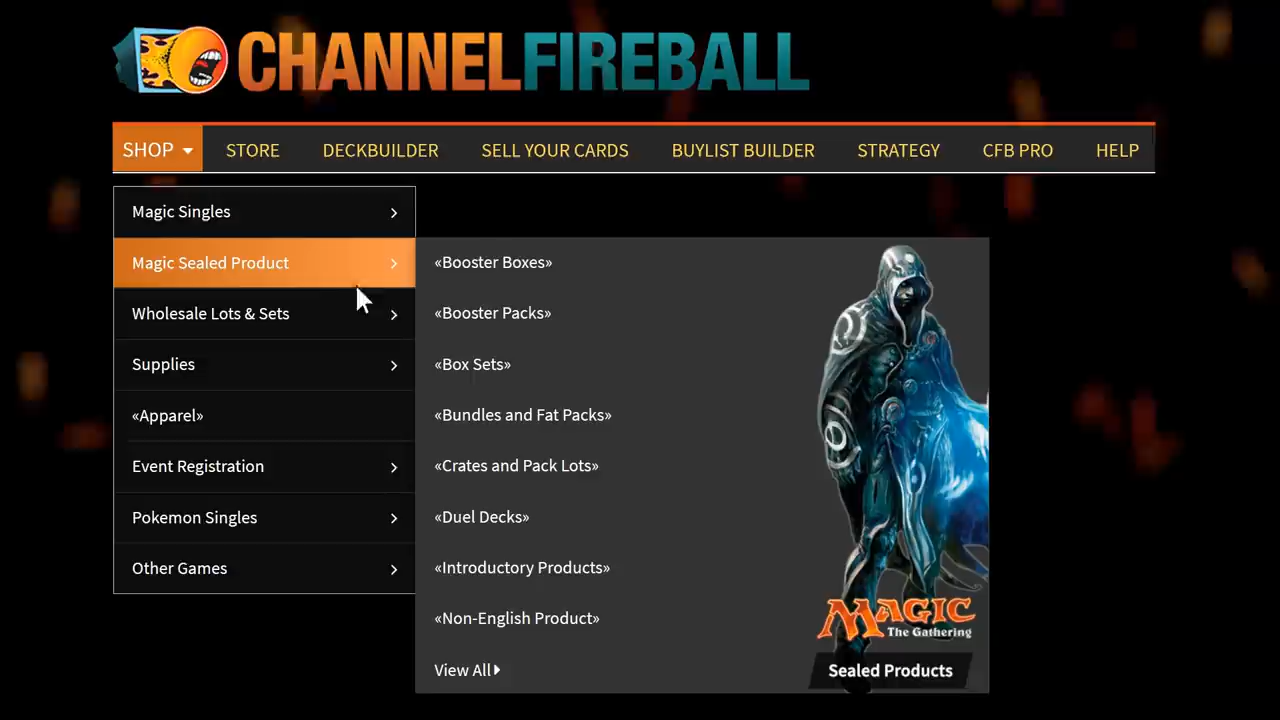 CHANNELFIREBALL
SHOP STORE DECKBUILDER SELL YOUR CARDS BUYLIST BUILDER STRATEGY CFB PRO HELP
Magic Singles
Magic Sealed Product
Wholesale Lots & Sets
Supplies
«Apparel»
Event Registration
Pokemon Singles
Other Games
«Booster Boxes»
«Booster Packs»
«Box Sets»
«Bundles and Fat Packs»
«Crates and Pack Lots»
«Duel Decks»
«Introductory Products»
«Non-English Product»
View All
MAGIC
The Gathering
Sealed Products